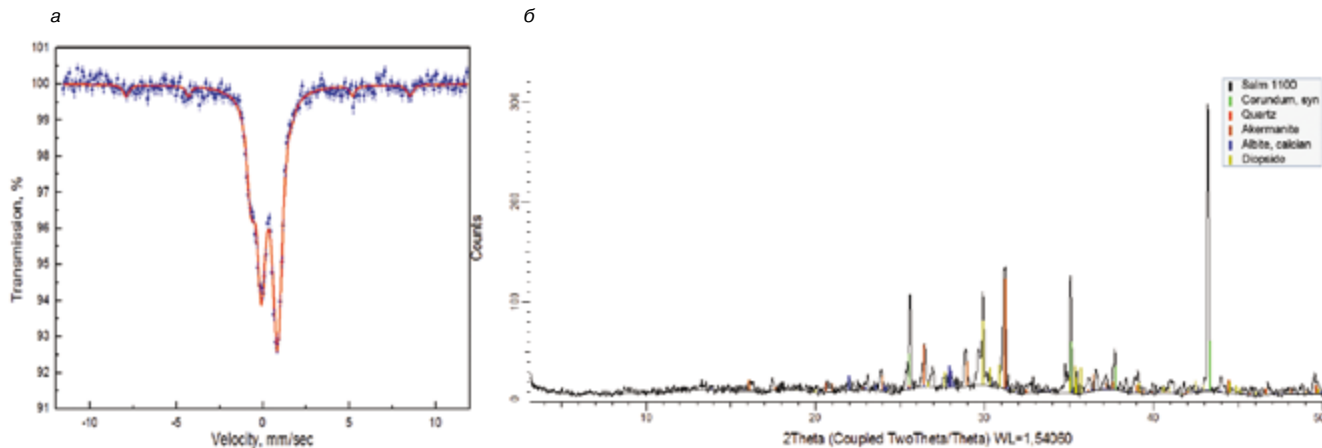 а
б
101
100
99
98
97
96
95
94
93
92
91
Transmission, %
-10
-5
0
5
10
Velocity, mm/sec
Counts
300
200
100
0
Salm 1100
Corundum, syn
Quertz
Akermanite
Albite, calcian
Diopside
10
20
30
40
50
2Theta (Coupled TwoTheta/Theta) WL=1,54060